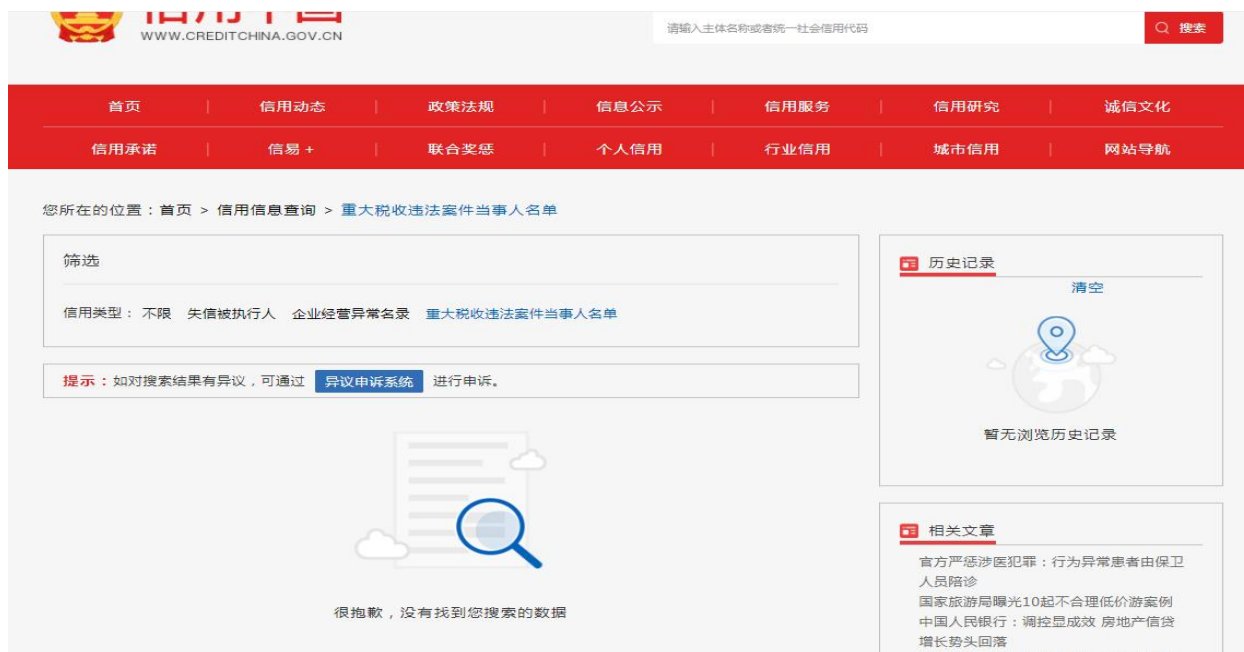 信用中国
WWW.CREDITCHINA.GOV.CN
请输入主体名称或者统一社会信用代码
搜索
首页 | 信用动态 | 政策法规 | 信息公示 | 信用服务 | 信用研究 | 诚信文化
信用承诺 | 信易 + | 联合奖惩 | 个人信用 | 行业信用 | 城市信用 | 网站导航
您所在的位置：首页 > 信用信息查询 > 重大税收违法案件当事人名单
筛选
信用类型： 不限 失信被执行人 企业经营异常名录 重大税收违法案件当事人名单
提示：如对搜索结果有异议，可通过 异议申诉系统 进行申诉。
很抱歉，没有找到您搜索的数据
历史记录
清空
暂无浏览历史记录
相关文章
官方严惩涉医犯罪：行为异常患者由保卫
人员陪诊
国家旅游局曝光10起不合理低价游案例
中国人民银行：调控显成效 房地产信贷
增长势头回落